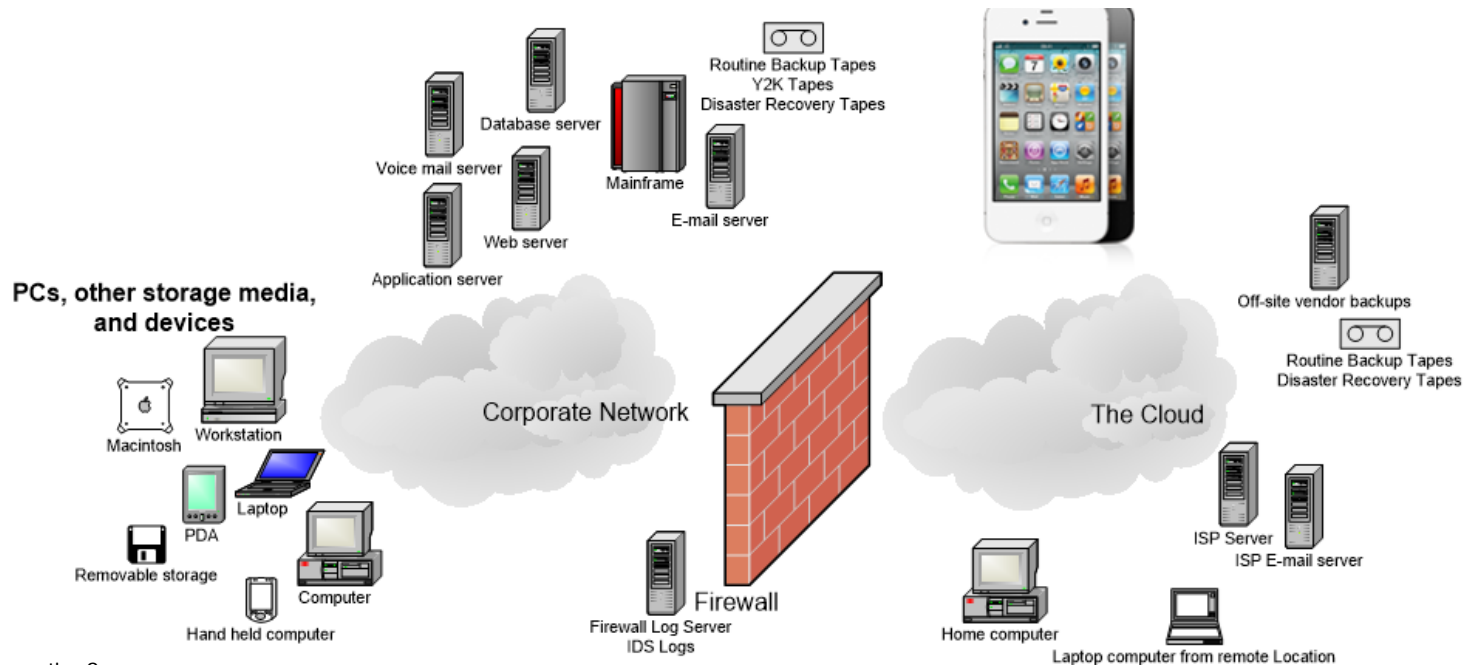 Routine Backup Tapes
Y2K Tapes
Disaster Recovery Tapes
Database server
Voice mail server
Mainframe
E-mail server
Web server
Application server
PCs, other storage media,
and devices
Off-site vendor backups
Routine Backup Tapes
Disaster Recovery Tapes
Corporate Network
The Cloud
Macintosh
Workstation
Laptop
PDA
Removable storage
Computer
Hand held computer
Firewall
Firewall Log Server
IDS Logs
ISP Server
ISP E-mail server
Home computer
Laptop computer from remote Location